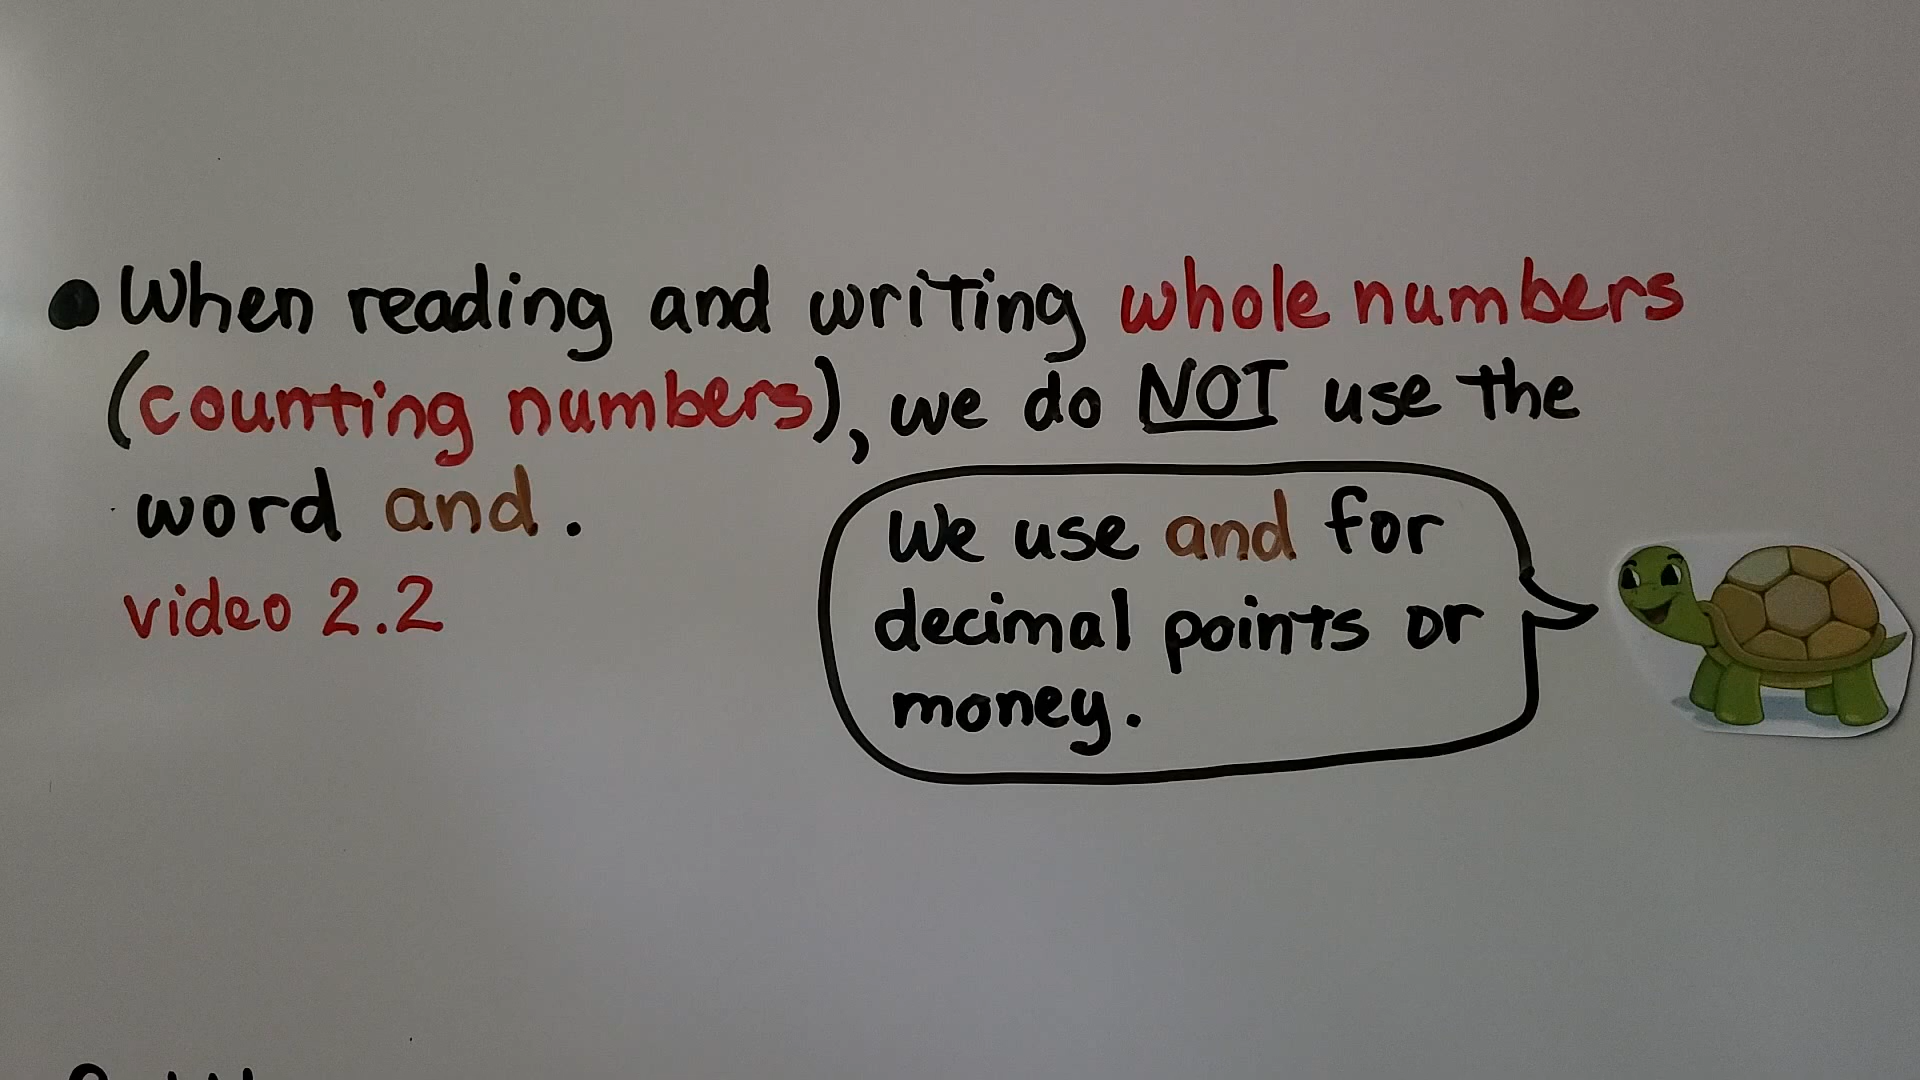 • When reading and writing whole numbers
(counting numbers), we do NOT use the
word and.
video 2.2
We use and for
decimal points or
money.